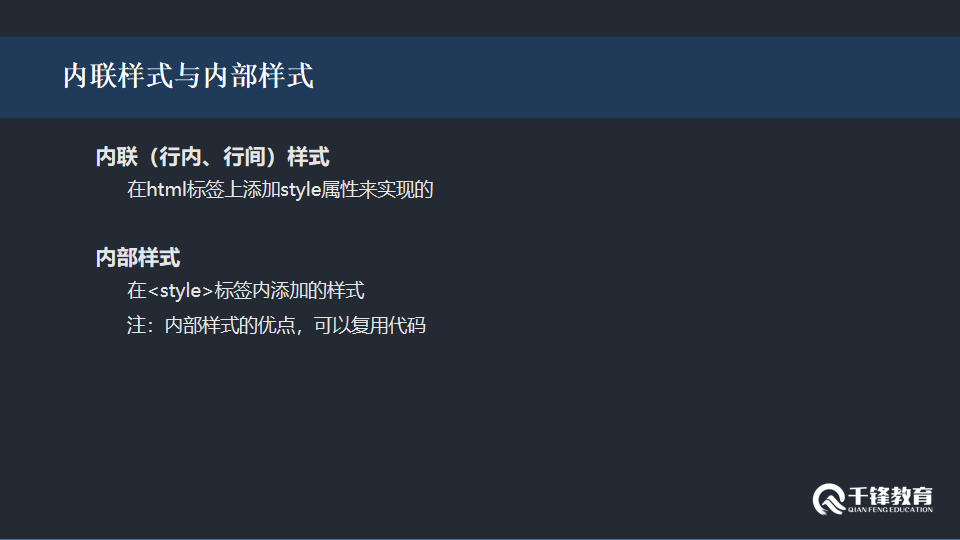 内联样式与内部样式
内联（行内、行间）样式
在html标签上添加style属性来实现的
内部样式
在<style>标签内添加的样式
注：内部样式的优点，可以复用代码
千锋教育
QIAN FENG EDUCATION